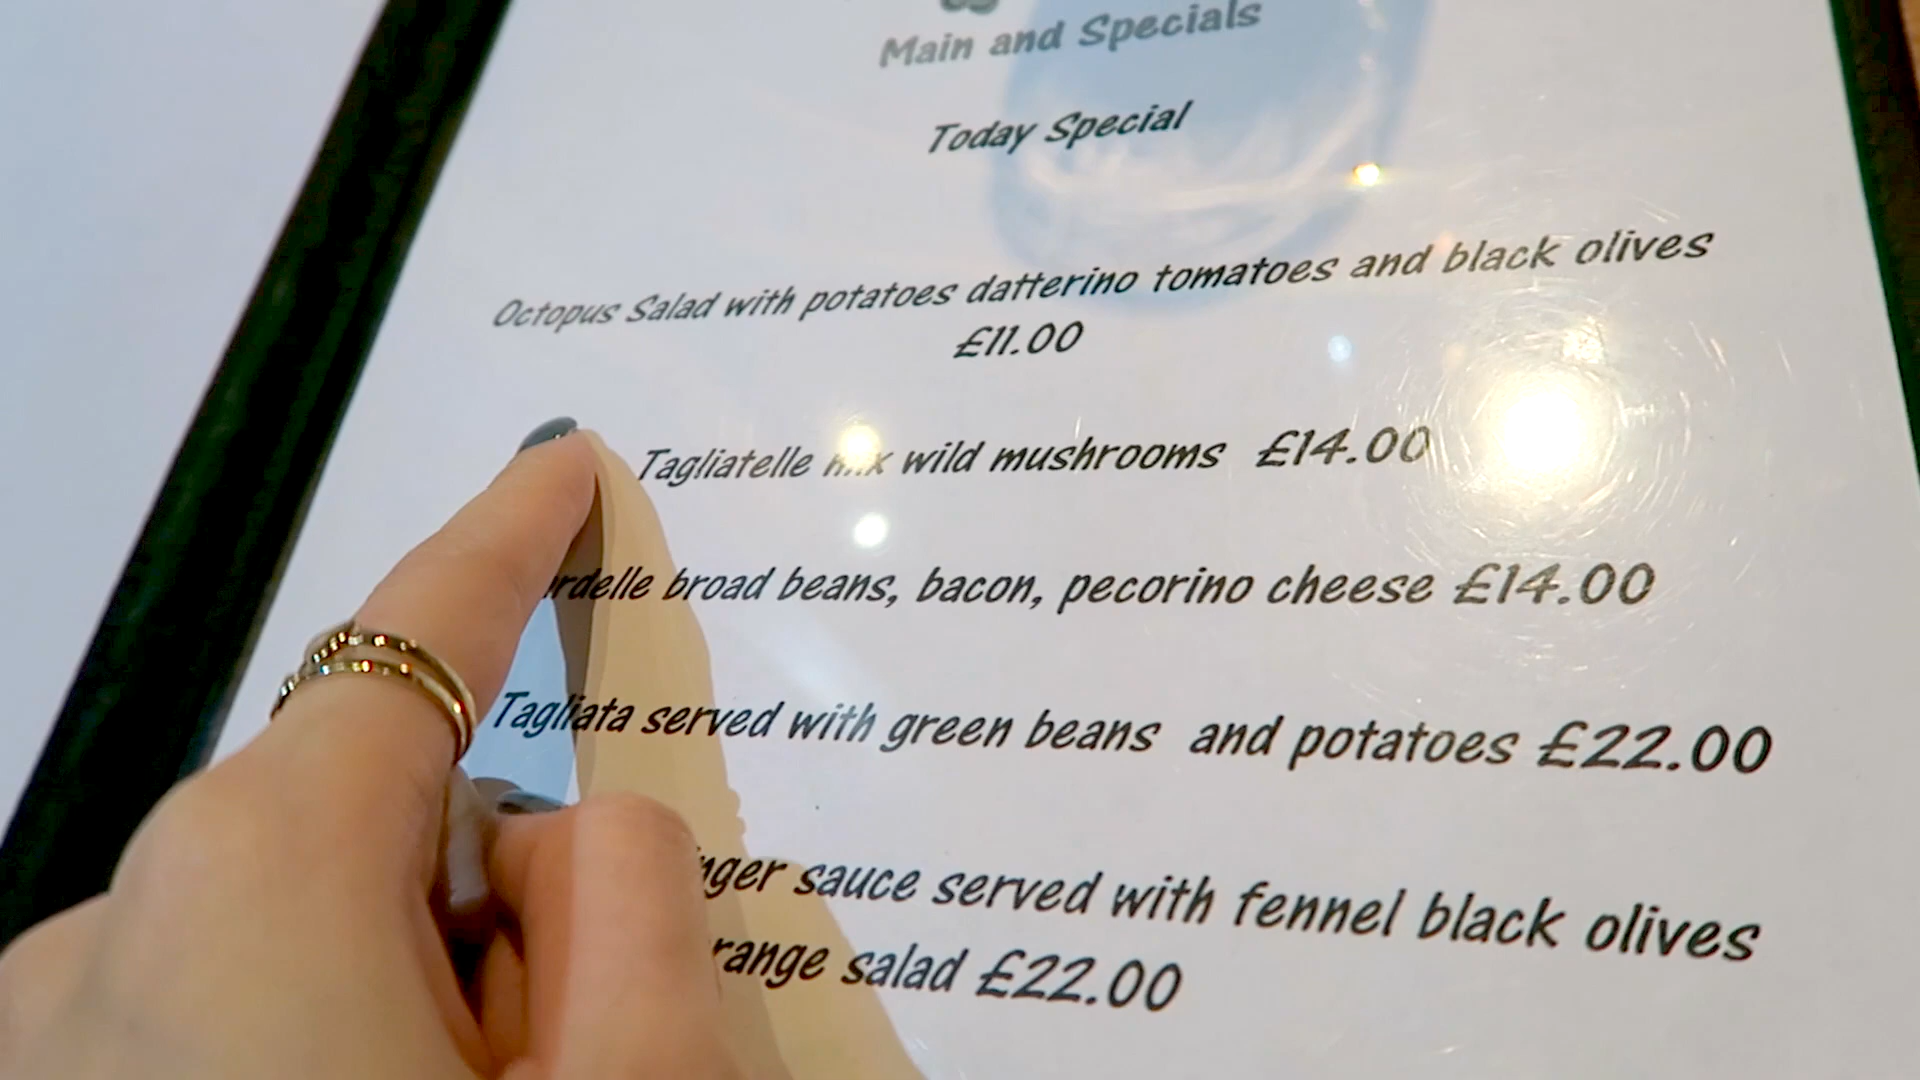 Main and Specials
Today Special
Octopus Salad with potatoes datterino tomatoes and black olives
£11.00
Tagliatelle mix wild mushrooms £14.00
broad beans, bacon, pecorino cheese £14.00
Tagliata served with green beans and potatoes £22.00
sauce served with fennel black olives
salad £22.00